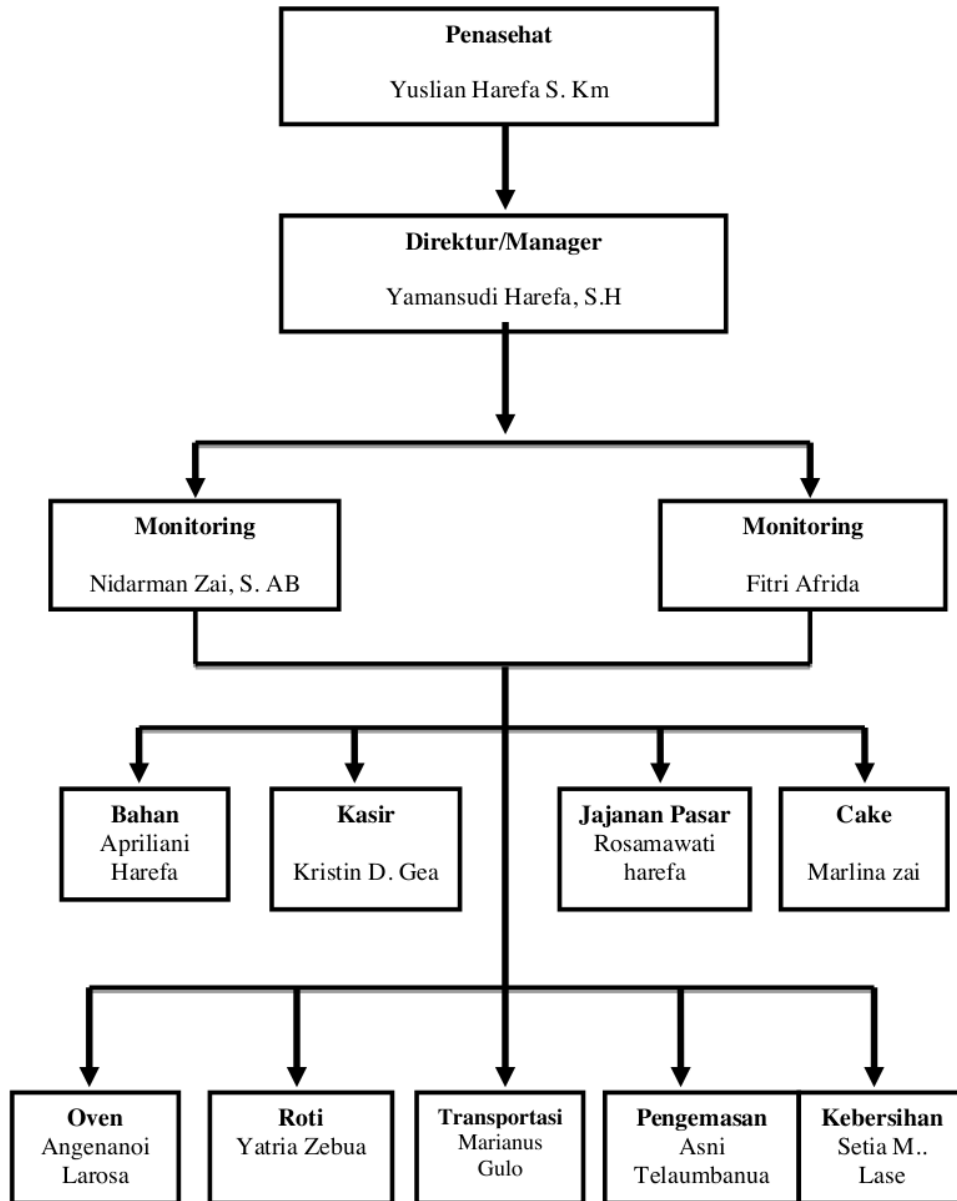 Penasehat
Yuslian Harefa S. Km
Direktur/Manager
Yamansudi Harefa, S.H
Monitoring
Nidarman Zai, S. AB
Monitoring
Fitri Afrida
Bahan
Apriliani
Harefa
Kasir
Kristin D. Gea
Jajanan Pasar
Rosamawati
harefa
Cake
Marlina zai
Oven
Angenanoi
Larosa
Roti
Yatria Zebua
Transportasi
Marianus
Gulo
Pengemasan
Asni
Telaumbanua
Kebersihan
Setia M..
Lase